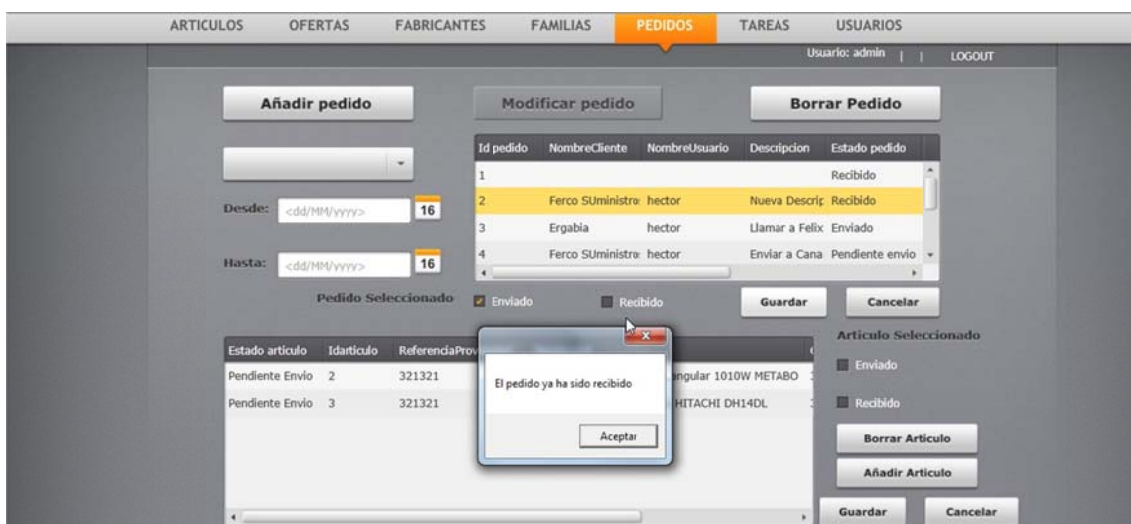 ARTICULOS OFERTAS FABRICANTES FAMILIAS PEDIDOS TAREAS USUARIOS
Usuario: admin | | LOGOUT
Añadir pedido Modificar pedido Borrar Pedido
Id pedido NombreCliente NombreUsuario Descripcion Estado pedido
1 Recibido
2 Ferco SUministro: hector Nueva Descrip Recibido
3 Ergabia hector Llamar a Felix Enviado
4 Ferco SUministro: hector Enviar a Cana Pendiente envio
Desde: <dd/MM/yyyy> 16
Hasta: <dd/MM/yyyy> 16
Pedido Seleccionado Enviado Recibido Guardar Cancelar
Estado articulo Idarticulo ReferenciaProv
Pendiente Envio 2 321321 angular 1010W METABO
Pendiente Envio 3 321321 HITACHI DH14DL
El pedido ya ha sido recibido
Aceptar
Articulo Seleccionado
Enviado
Recibido
Borrar Articulo
Añadir Articulo
Guardar Cancelar